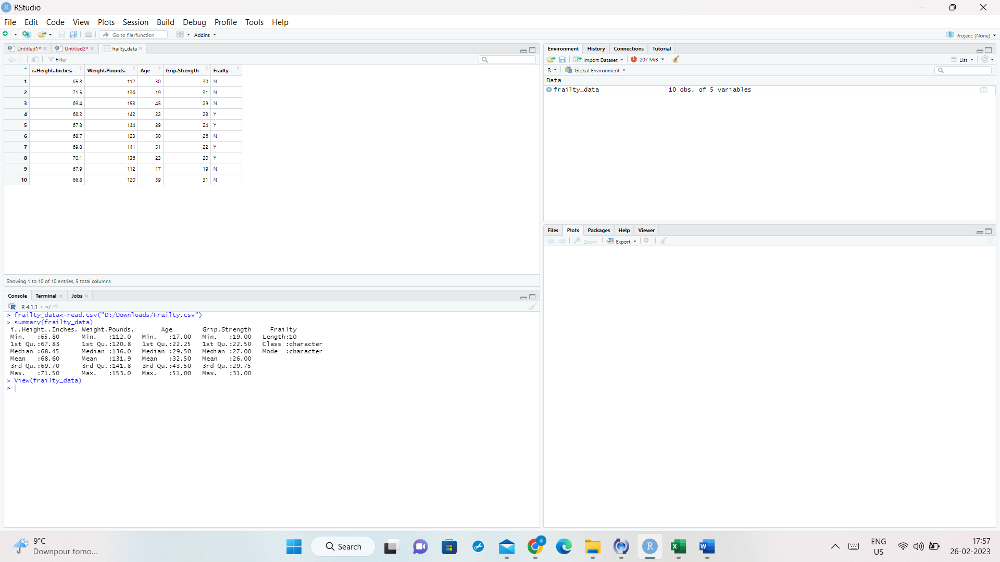 RStudio
File Edit Code View Plots Session Build Debug Profile Tools Help
Go to file/function Addins Project: (None)
Untitled1* Untitled2* frailty_data
Filter
ï..Height..Inches. Weight.Pounds. Age Grip.Strength Frailty
1 65.8 112 30 30 N
2 71.5 136 19 31 N
3 69.4 153 45 29 N
4 68.2 142 22 28 Y
5 67.8 144 29 24 Y
6 68.7 123 50 26 N
7 69.8 141 51 22 Y
8 70.1 136 23 20 Y
9 67.9 112 17 19 N
10 66.8 120 39 31 N
Showing 1 to 10 of 10 entries, 5 total columns
Console Terminal Jobs
R 4.1.1 · ~/
> frailty_data<-read.csv("D:/Downloads/Frailty.csv")
> summary(frailty_data)
ï..Height..Inches. Weight.Pounds. Age Grip.Strength Frailty
Min. :65.80 Min. :112.0 Min. :17.00 Min. :19.00 Length:10
1st Qu.:67.83 1st Qu.:120.8 1st Qu.:22.25 1st Qu.:22.50 Class :character
Median :68.45 Median :136.0 Median :29.50 Median :27.00 Mode :character
Mean :68.60 Mean :131.9 Mean :32.50 Mean :26.00
3rd Qu.:69.70 3rd Qu.:141.8 3rd Qu.:43.50 3rd Qu.:29.75
Max. :71.50 Max. :153.0 Max. :51.00 Max. :31.00
> View(frailty_data)
>
Environment History Connections Tutorial
Import Dataset 207 MiB List
R Global Environment
Data
frailty_data 10 obs. of 5 variables
Files Plots Packages Help Viewer
Zoom Export
9°C
Downpour tomo...
Search
ENG
US
17:57
26-02-2023